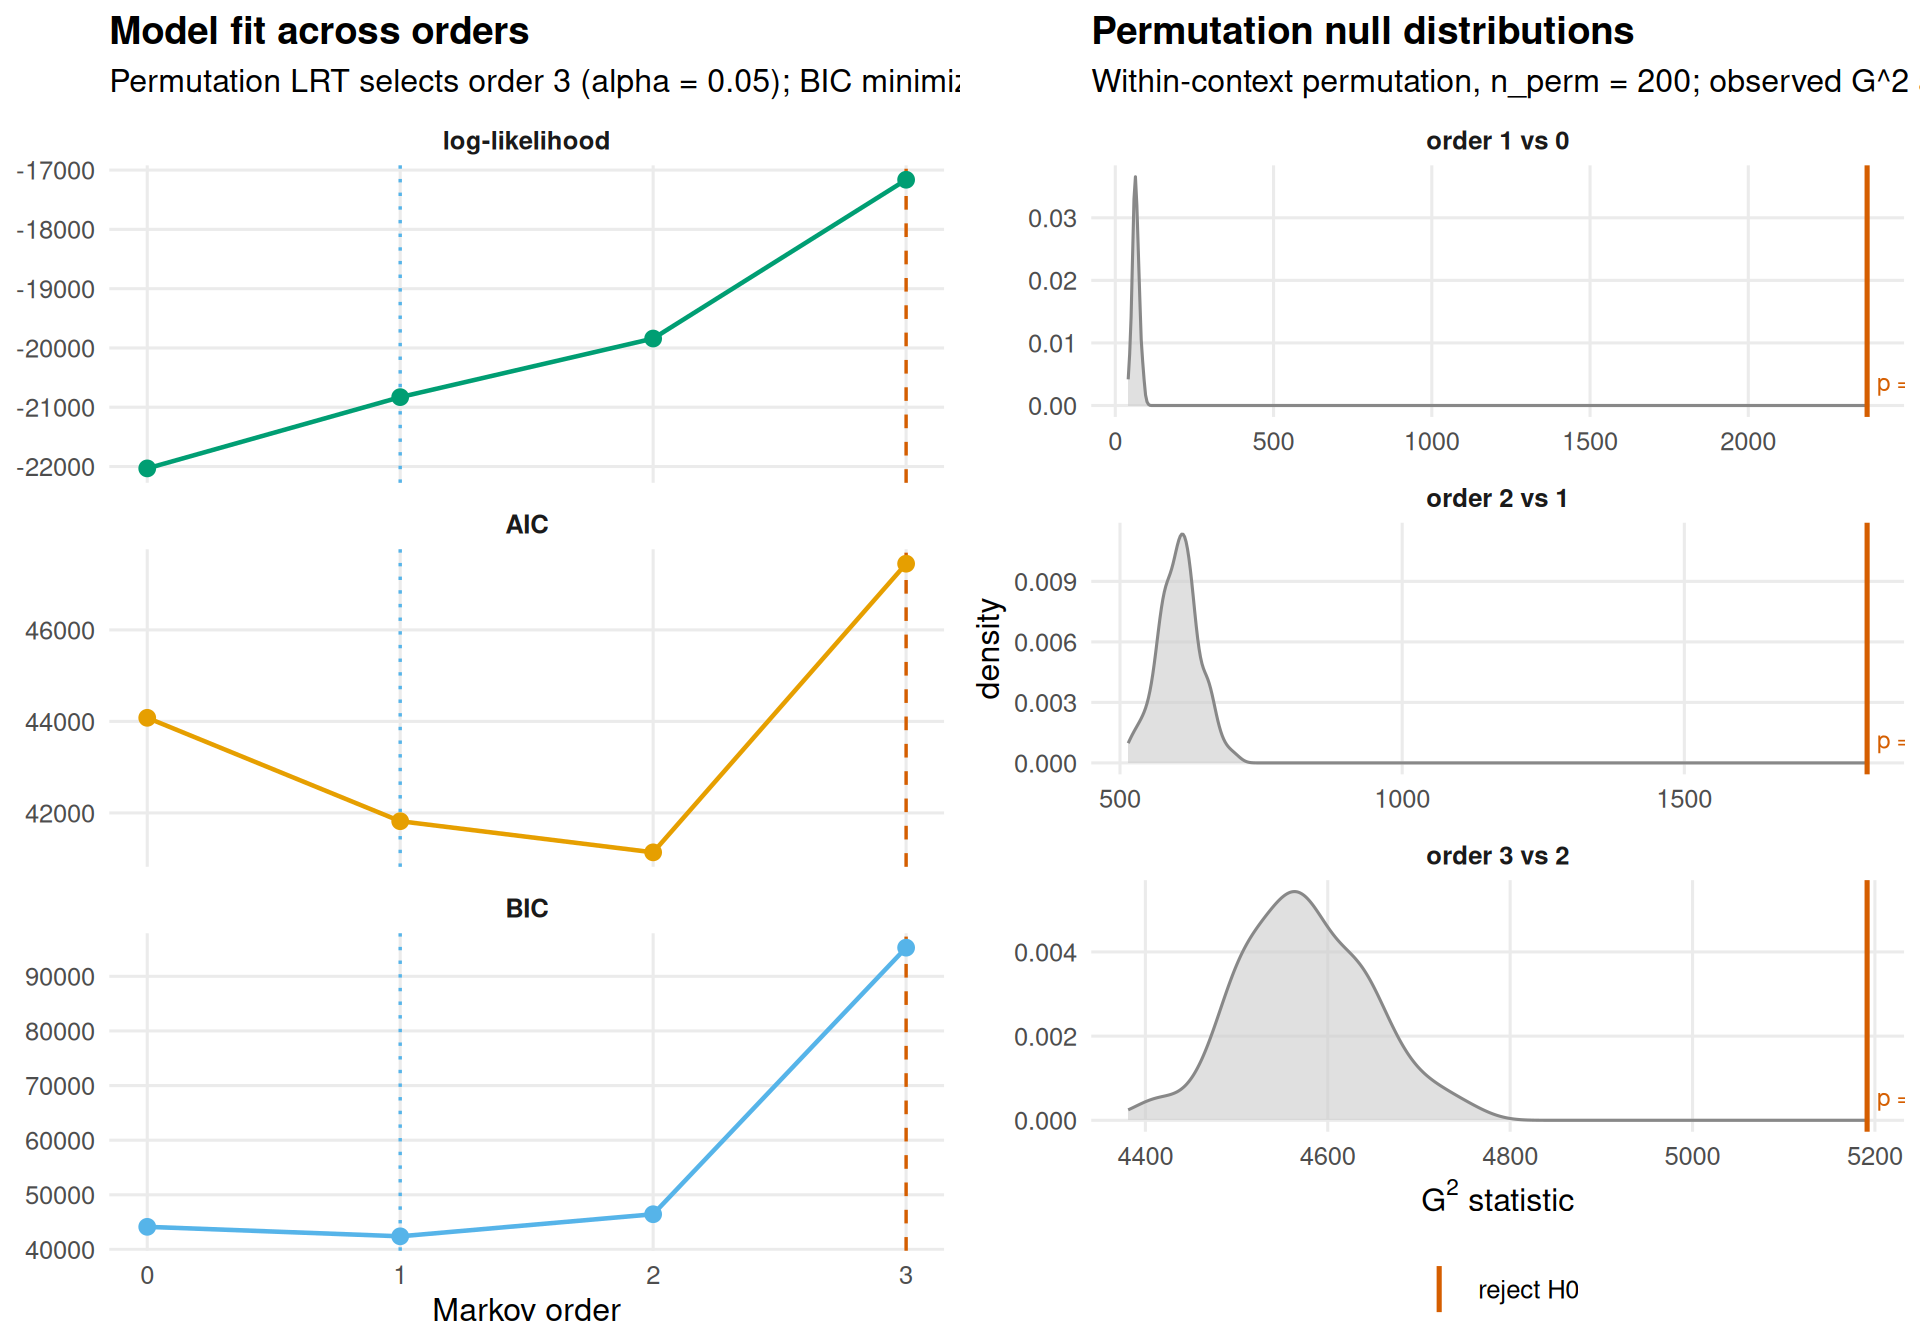 Model fit across orders
Permutation LRT selects order 3 (alpha = 0.05); BIC
log-likelihood
-17000
-18000
-19000
-20000
-21000
-22000
AIC
46000
44000
42000
BIC
90000
80000
70000
60000
50000
40000
0 1 2 3
Markov order
Permutation null distributions
Within-context permutation, n_perm = 200; observed G^2
order 1 vs 0
0.03
0.02
0.01
0.00
p =
0 500 1000 1500 2000
order 2 vs 1
density
0.009
0.006
0.003
0.000
p =
500 1000 1500
order 3 vs 2
0.004
0.002
0.000
p =
4400 4600 4800 5000 5200
G² statistic
reject H0